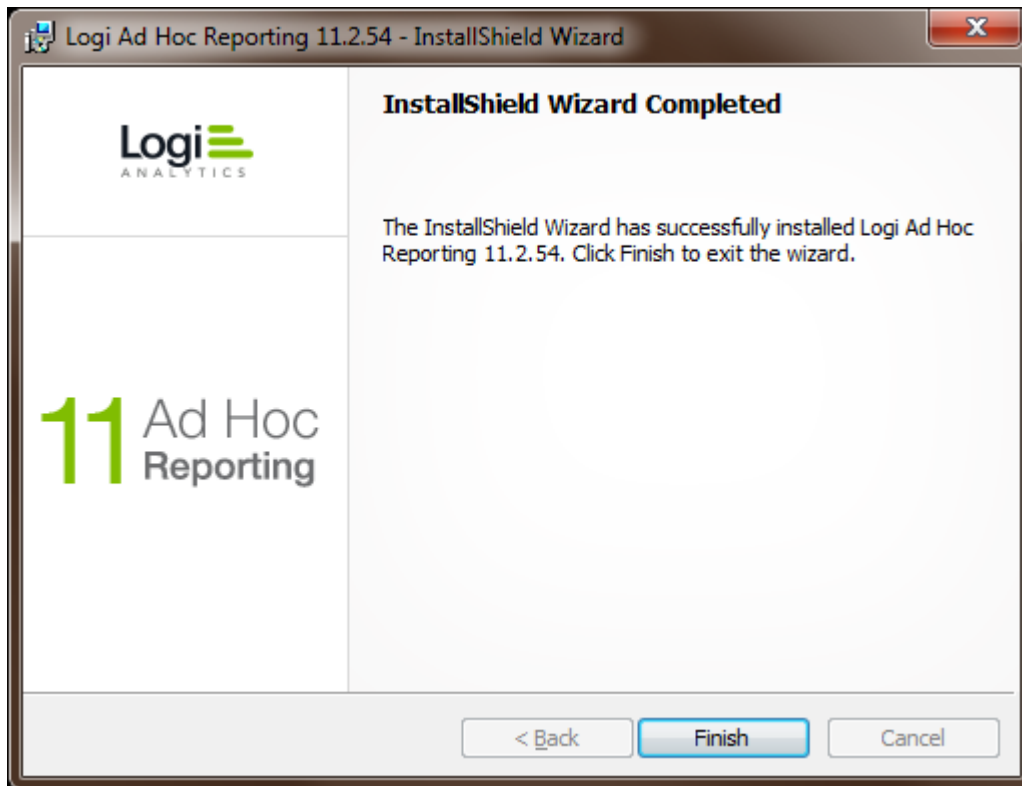 Logi Ad Hoc Reporting 11.2.54 - InstallShield Wizard
Logi
ANALYTICS
InstallShield Wizard Completed
The InstallShield Wizard has successfully installed Logi Ad Hoc
Reporting 11.2.54. Click Finish to exit the wizard.
11 Ad Hoc
Reporting
< Back
Finish
Cancel